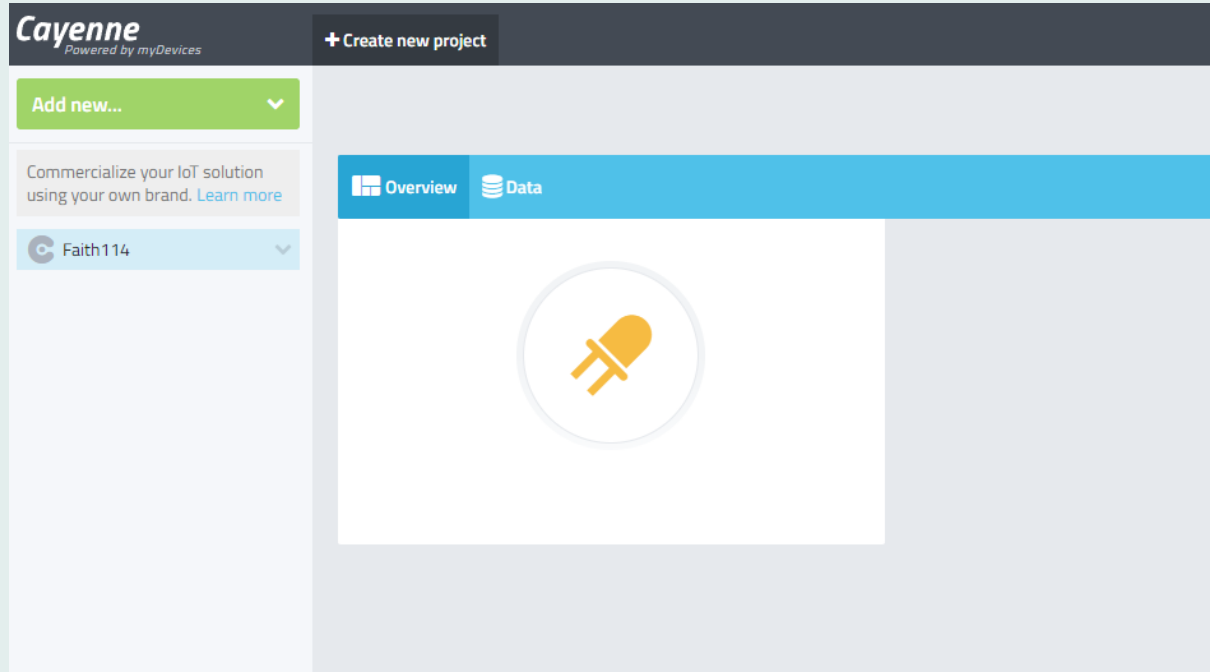 Cayenne
Powered by myDevices
+ Create new project
Add new...
Commercialize your IoT solution
using your own brand. Learn more
Faith114
Overview
Data